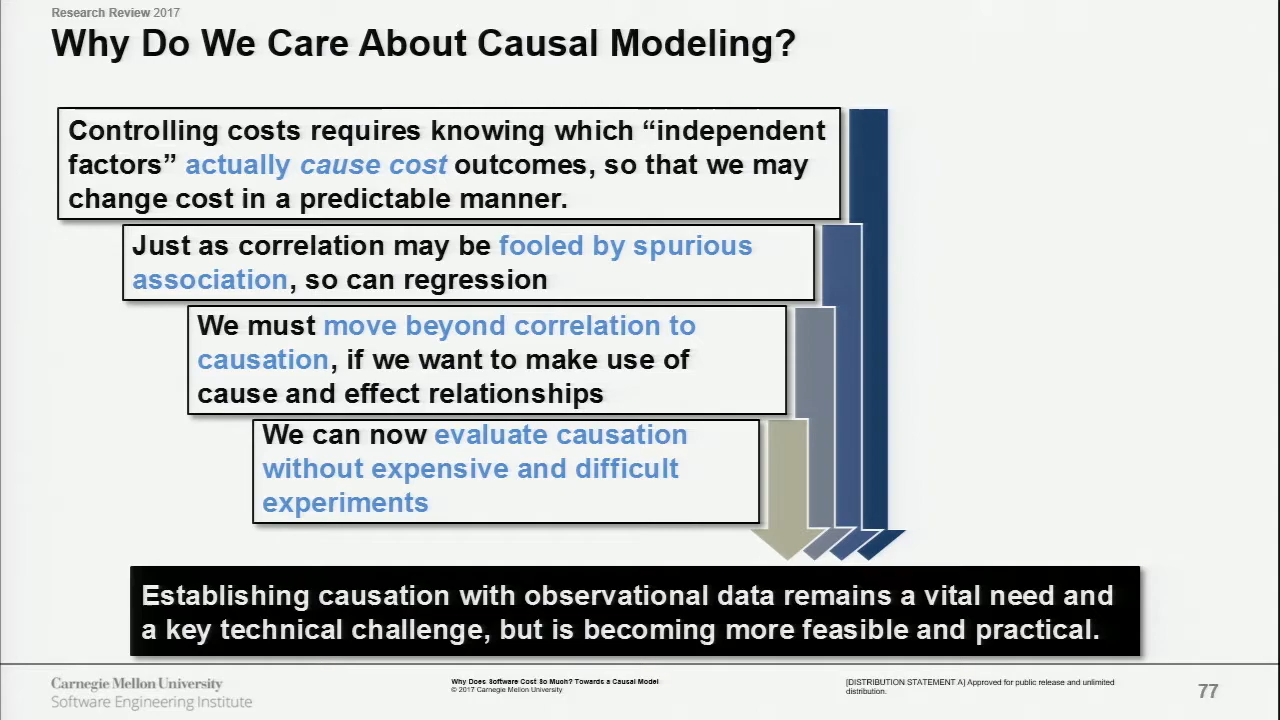 Research Review 2017
Why Do We Care About Causal Modeling?
Controlling costs requires knowing which “independent
factors” actually cause cost outcomes, so that we may
change cost in a predictable manner.
Just as correlation may be fooled by spurious
association, so can regression
We must move beyond correlation to
causation, if we want to make use of
cause and effect relationships
We can now evaluate causation
without expensive and difficult
experiments
Establishing causation with observational data remains a vital need and
a key technical challenge, but is becoming more feasible and practical.
Carnegie Mellon University
Software Engineering Institute
Why Does Software Cost So Much? Towards a Causal Model
© 2017 Carnegie Mellon University
[DISTRIBUTION STATEMENT A] Approved for public release and unlimited
distribution.
77